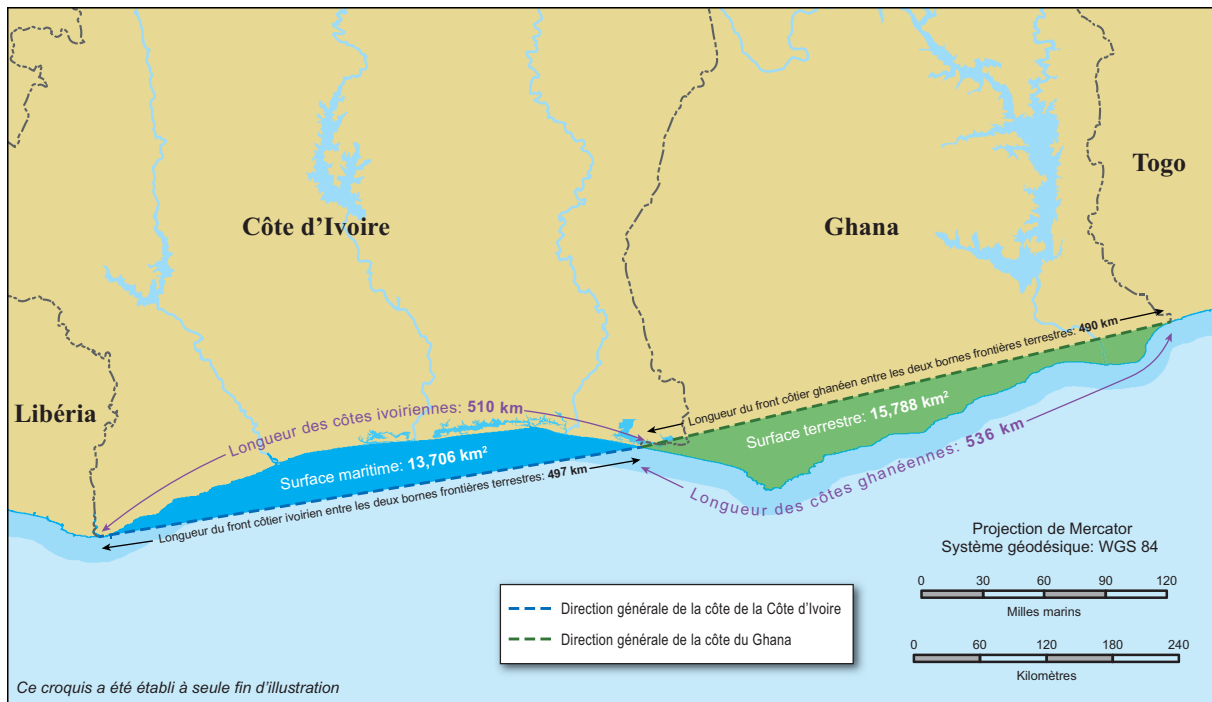 Togo
Côte d'Ivoire
Ghana
Libéria
Longueur du front côtier ghanéen entre les deux bornes frontières terrestres: 490 km
Longueur des côtes ivoiriennes: 510 km
Surface terrestre: 15,788 km²
Surface maritime: 13,706 km²
Longueur du front côtier ivoirien entre les deux bornes frontières terrestres: 497 km
Longueur des côtes ghanéennes: 536 km
Projection de Mercator
Système géodésique: WGS 84
0 30 60 90 120
Milles marins
0 60 120 180 240
Kilomètres
Direction générale de la côte de la Côte d'Ivoire
Direction générale de la côte du Ghana
Ce croquis a été établi à seule fin d'illustration